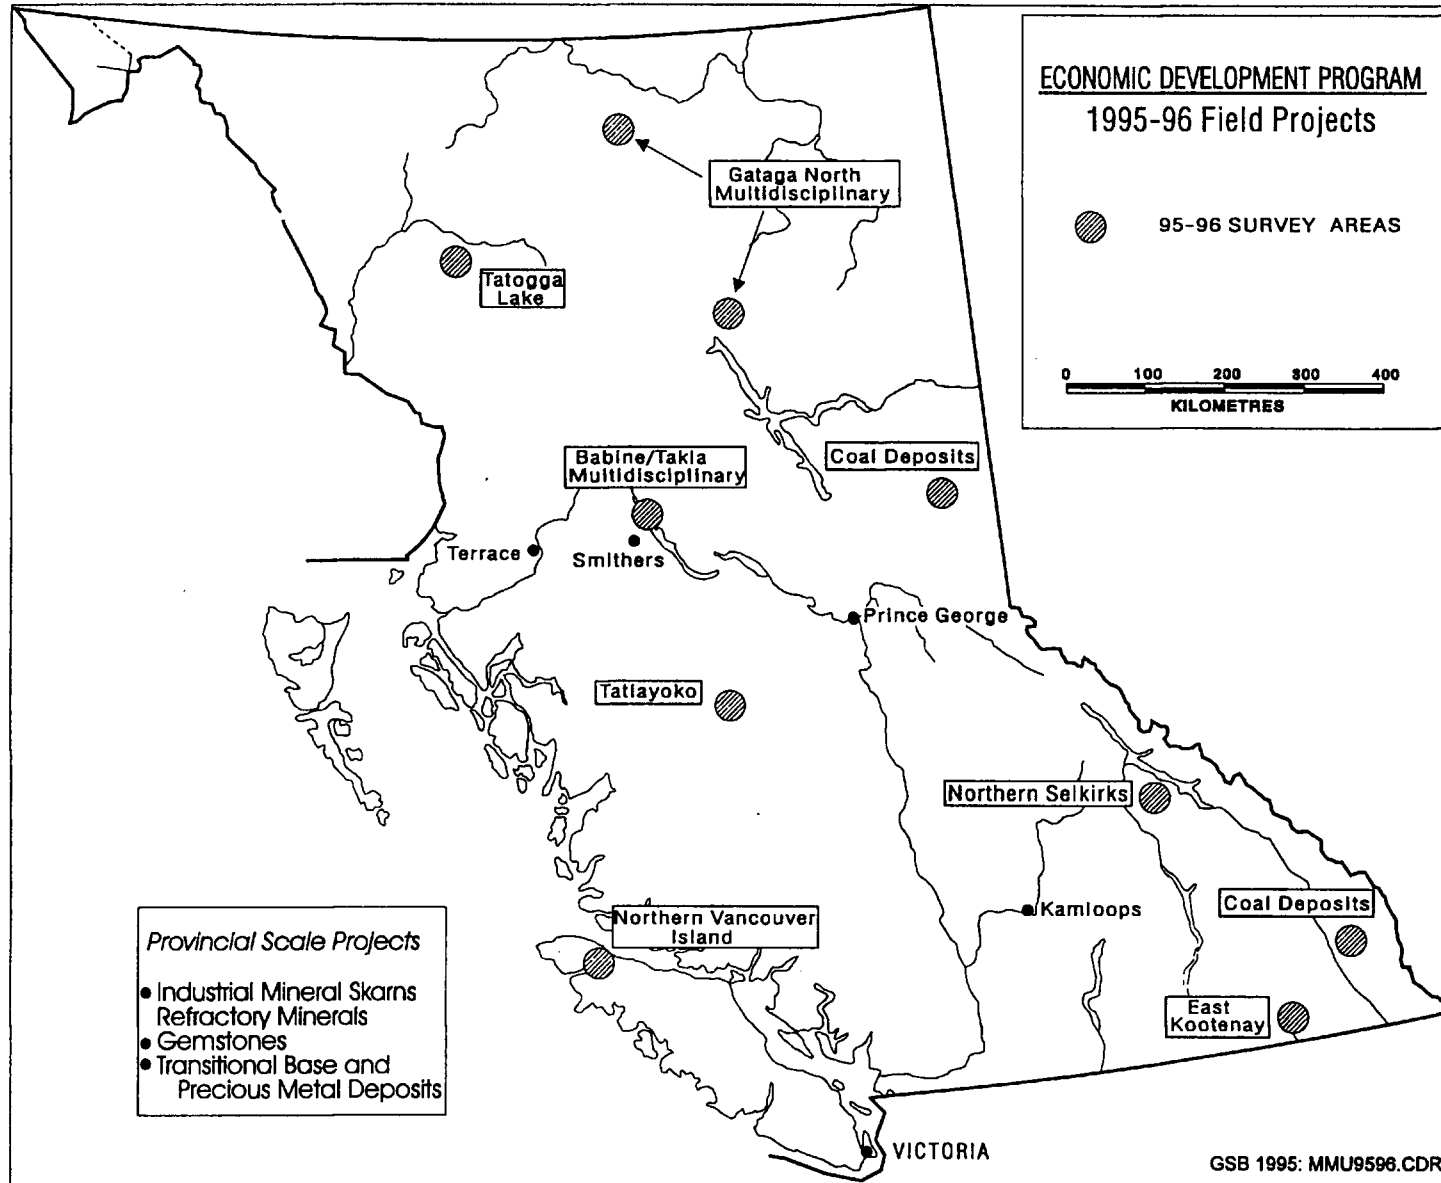 ECONOMIC DEVELOPMENT PROGRAM
1995-96 Field Projects
95-96 SURVEY AREAS
0 100 200 300 400
KILOMETRES
Gataga North
Multidisciplinary
Tatogga
Lake
Babine/Takla
Multidisciplinary
Coal Deposits
Terrace
Smithers
Prince George
Tatlayoko
Northern Selkirks
Kamloops
Coal Deposits
Northern Vancouver
Island
East
Kootenay
Provincial Scale Projects
• Industrial Mineral Skarns
Refractory Minerals
• Gemstones
• Transitional Base and
Precious Metal Deposits
VICTORIA
GSB 1995: MMU9596.CDR